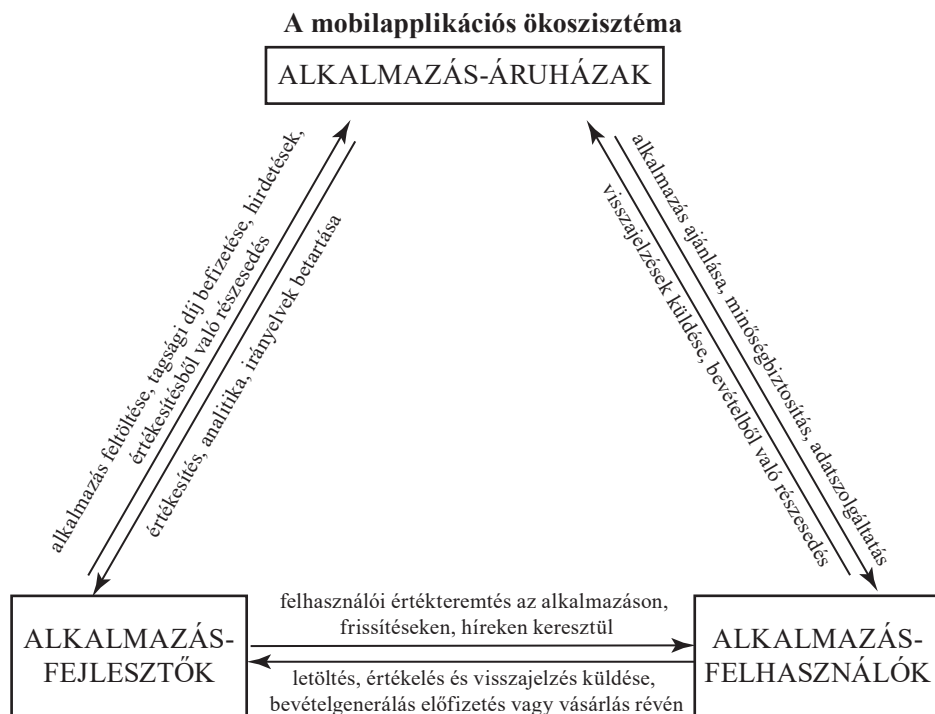 A mobilapplikációs ökoszisztéma
ALKALMAZÁS-ÁRUHÁZAK
alkalmazás feltöltése, tagsági díj befizetése, hirdetések,
értékesítésből való részesedés
értékesítés, analitika, irányelvek betartása
alkalmazás ajánlása, minőségbiztosítás, adatszolgáltatás
visszajelzések küldése, bevételből való részesedés
ALKALMAZÁS-
FEJLESZTŐK
felhasználói értékteremtés az alkalmazáson,
frissítéseken, híreken keresztül
letöltés, értékelés és visszajelzés küldése,
bevételgenerálás előfizetés vagy vásárlás révén
ALKALMAZÁS-
FELHASZNÁLÓK